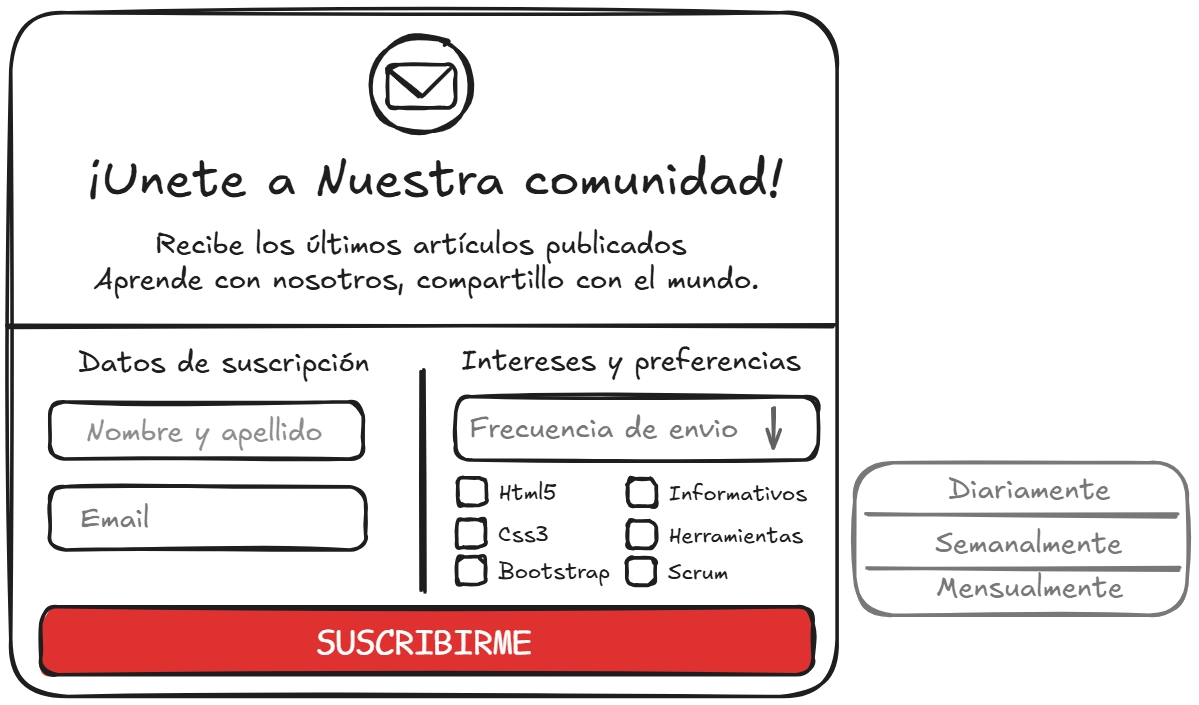 ¡Unete a Nuestra comunidad!
Recibe los últimos artículos publicados
Aprende con nosotros, compartillo con el mundo.
Datos de suscripción
Nombre y apellido
Email
Intereses y preferencias
Frecuencia de envio
Html5
Informativos
Css3
Herramientas
Bootstrap
Scrum
SUSCRIBIRME
Diariamente
Semanalmente
Mensualmente